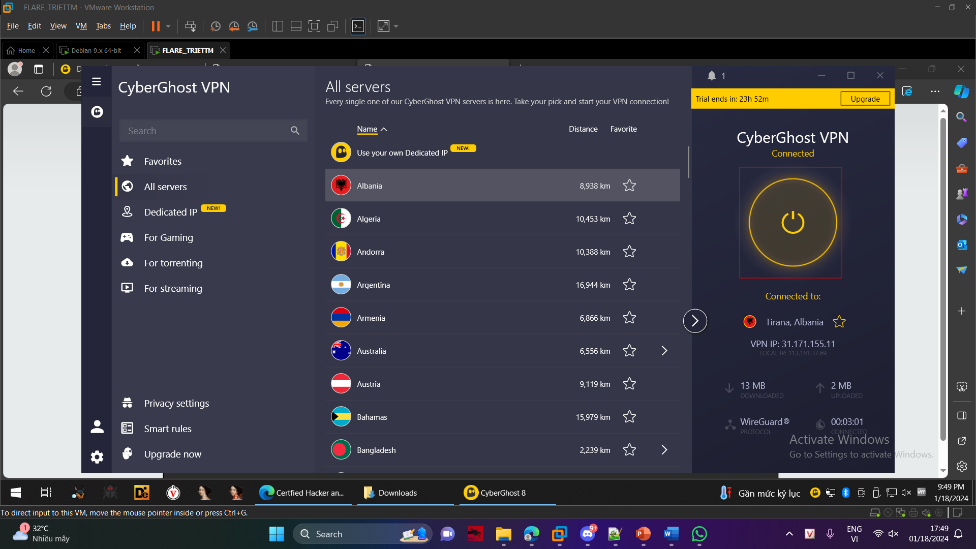 FLARE_TRIETTM - VMware Workstation
File Edit View VM Tabs Help
Home
Debian 9.x 64-bit
FLARE_TRIETTM
CyberGhost VPN
Search
Favorites
All servers
Dedicated IP NEW!
For Gaming
For torrenting
For streaming
Privacy settings
Smart rules
Upgrade now
All servers
Every single one of our CyberGhost VPN servers is here. Take your pick and start your VPN connection!
Name Distance Favorite
Use your own Dedicated IP NEW!
Albania 8,938 km
Algeria 10,453 km
Andorra 10,388 km
Argentina 16,944 km
Armenia 6,866 km
Australia 6,556 km
Austria 9,119 km
Bahamas 15,979 km
Bangladesh 2,239 km
1
Trial ends in: 23h 52m Upgrade
CyberGhost VPN
Connected
Connected to:
Tirana, Albania
VPN IP: 31.171.155.11
13 MB
DOWNLOADED
2 MB
UPLOADED
WireGuard®
PROTOCOL
00:03:01
CONNECTED
Activate Windows
Go to Settings to activate Windows.
Certfied Hacker an...
Downloads
CyberGhost 8
Gần mức kỷ lục
9:49 PM
1/18/2024
To direct input to this VM, move the mouse pointer inside or press Ctrl+G.
1
32°C
Nhiều mây
Search
9+
ENG
VI
17:49
01/18/2024